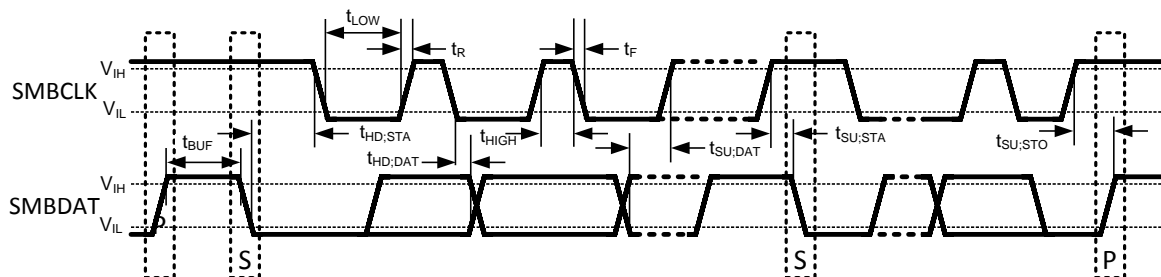 tLOW
tR
tF
VIH
SMBCLK
VIL
tHD;STA
tHIGH
tSU;DAT
tSU;STA
tSU;STO
tBUF
tHD;DAT
VIH
SMBDAT
VIL
P
S
S
P